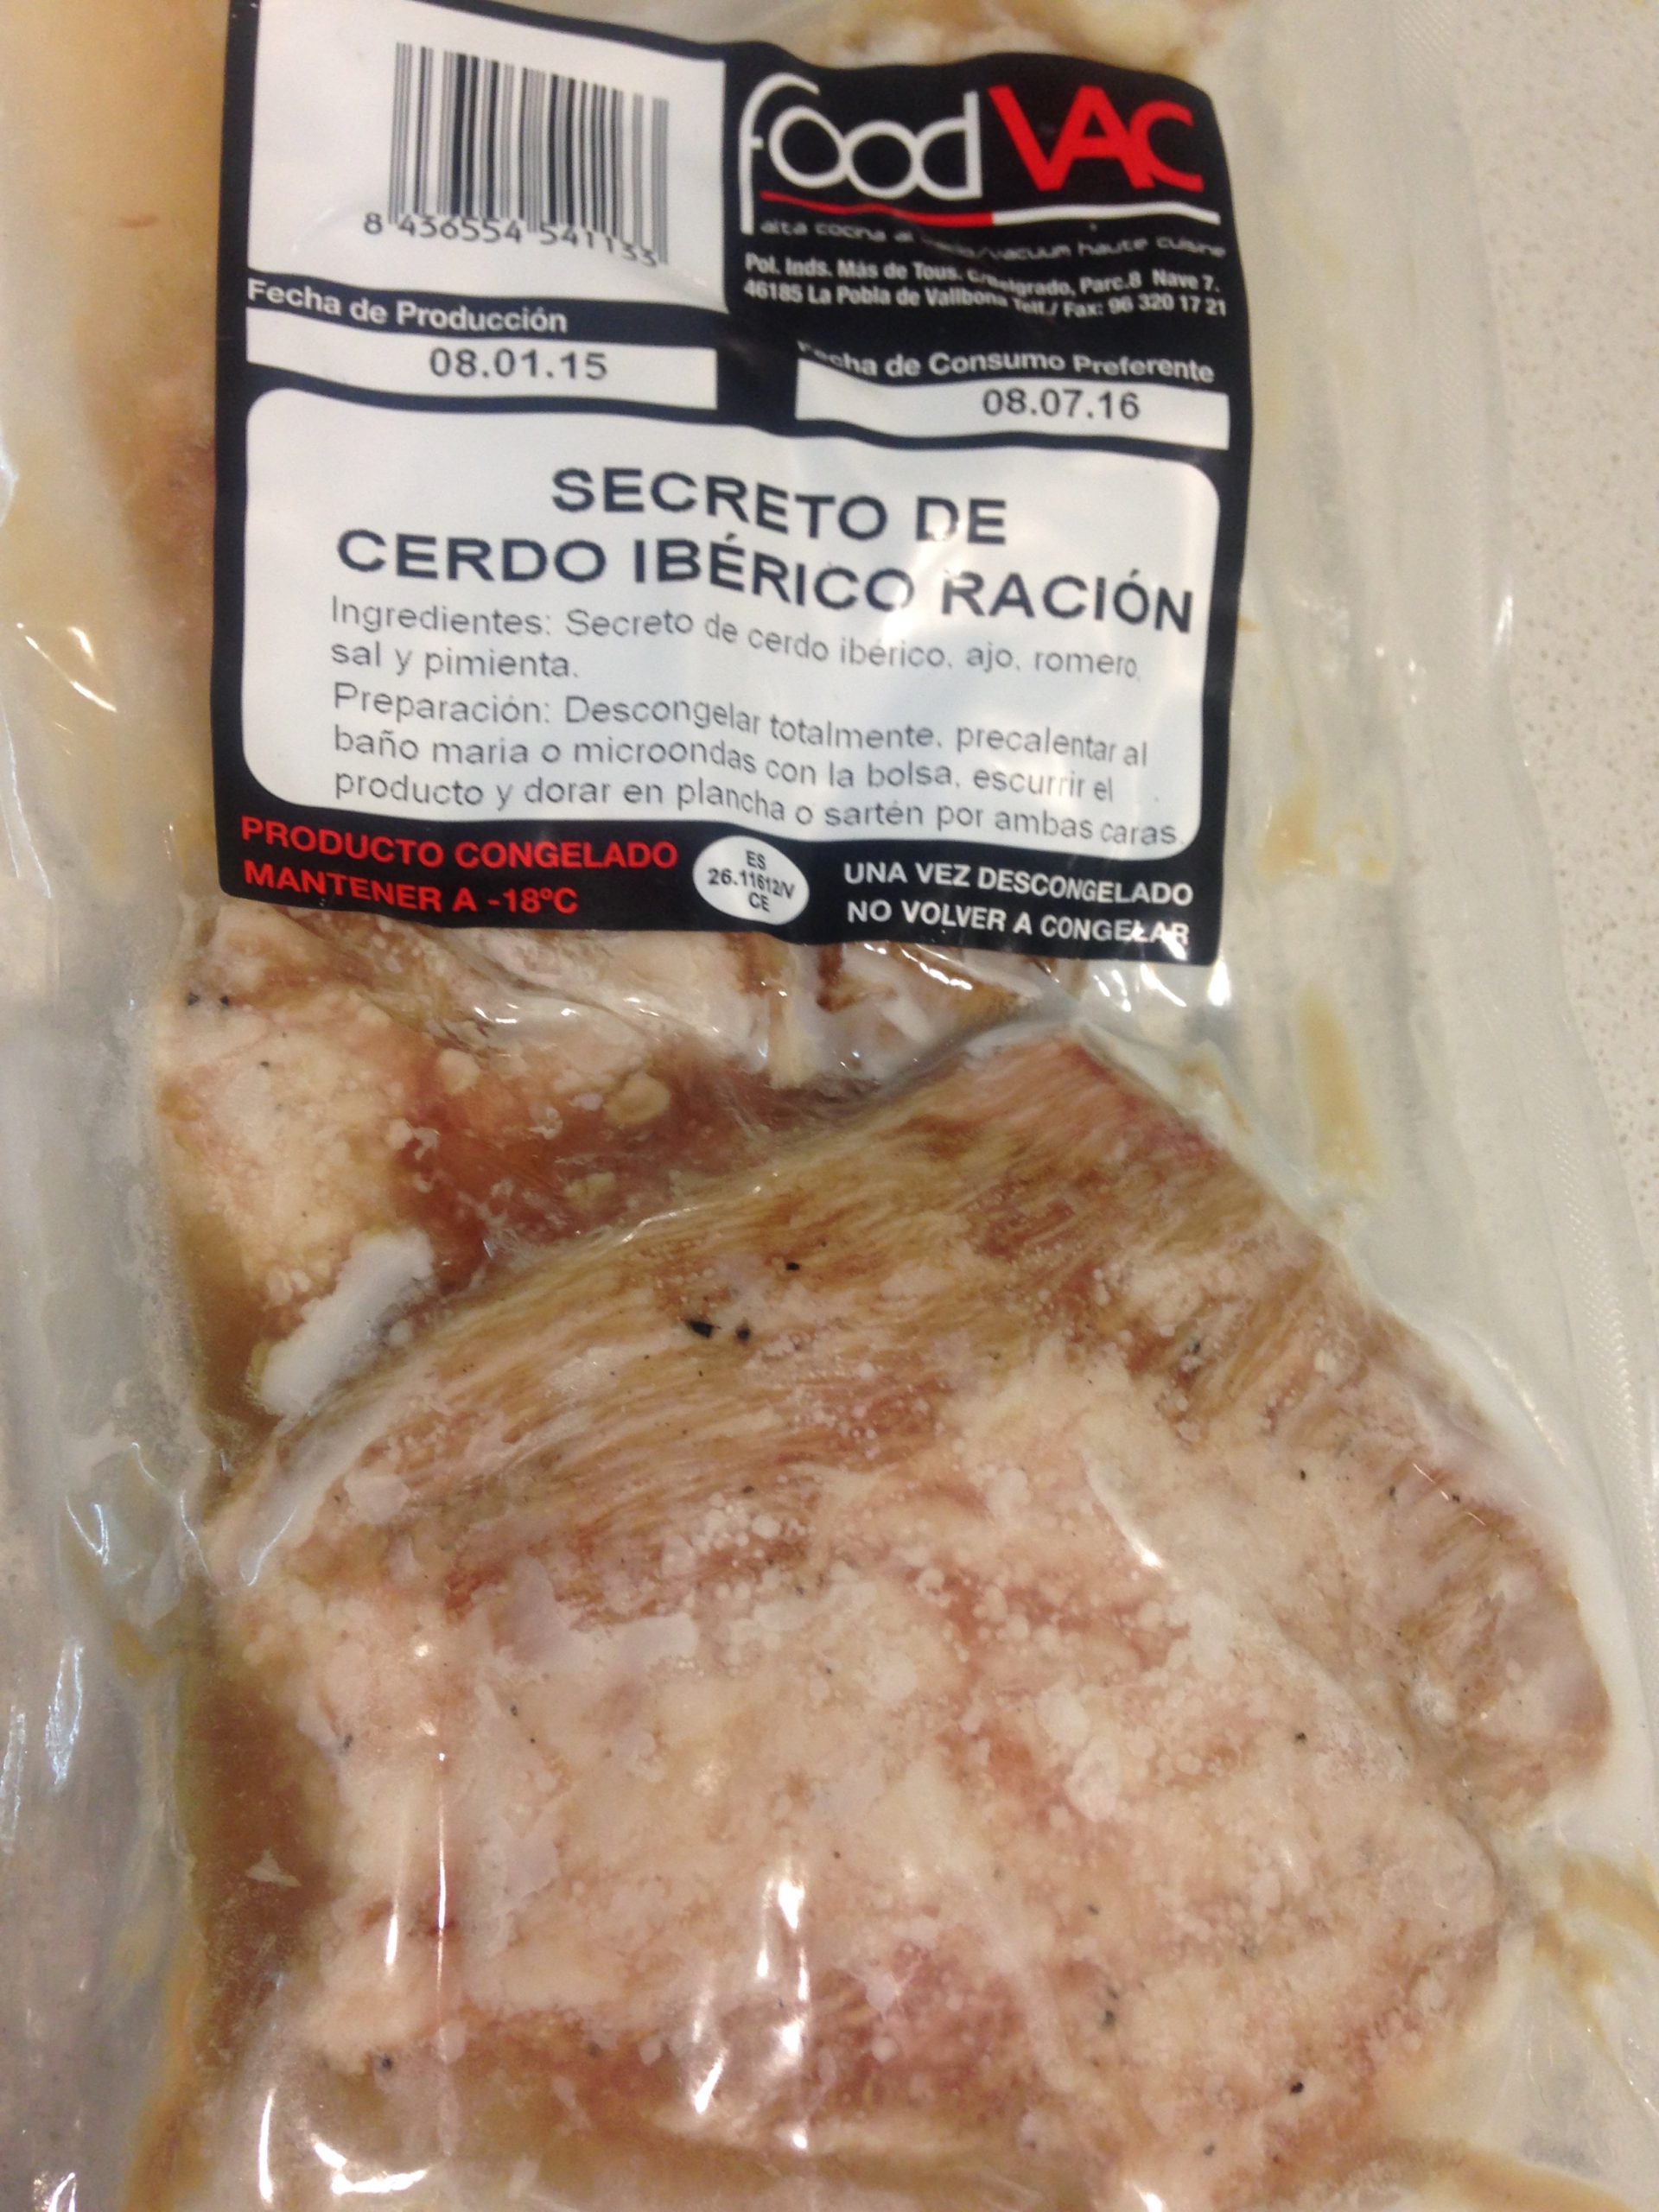 8 436554 541133
food VAC
alta cocina al vacío/vacuum haute cuisine
Pol. Inds. Más de Tous. Parc.8 Nave 7.
46185 La Pobla de Vallbona Telf./ Fax: 96 320 17 21
Fecha de Producción
08.01.15
Fecha de Consumo Preferente
08.07.16
SECRETO DE
CERDO IBÉRICO RACIÓN
Ingredientes: Secreto de cerdo ibérico, ajo, romero,
sal y pimienta.
Preparación: Descongelar totalmente, precalentar al
baño maria o microondas con la bolsa, escurrir el
producto y dorar en plancha o sartén por ambas caras.
PRODUCTO CONGELADO
MANTENER A -18ºC
ES
26.11612/V
CE
UNA VEZ DESCONGELADO
NO VOLVER A CONGELAR